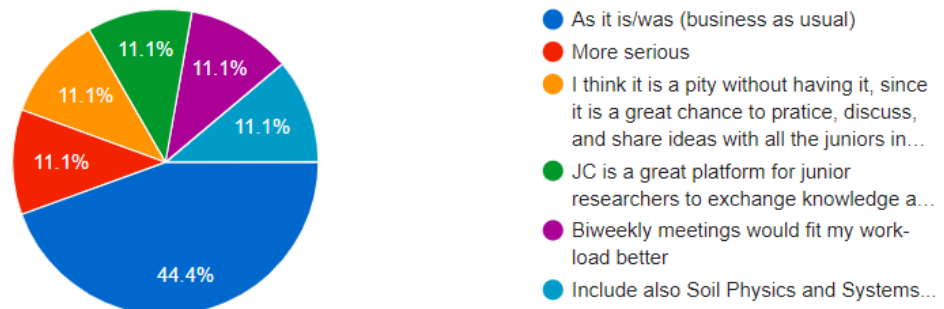 11.1%
11.1%
11.1%
11.1%
11.1%
44.4%
As it is/was (business as usual)
More serious
I think it is a pity without having it, since
it is a great chance to pratice, discuss,
and share ideas with all the juniors in...
JC is a great platform for junior
researchers to exchange knowledge a...
Biweekly meetings would fit my work-
load better
Include also Soil Physics and Systems...